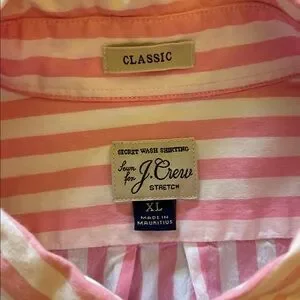 CLASSIC
SECRET WASH SHIRTING
Sewn
for J.Crew
STRETCH
XL
MADE IN
MAURITIUS